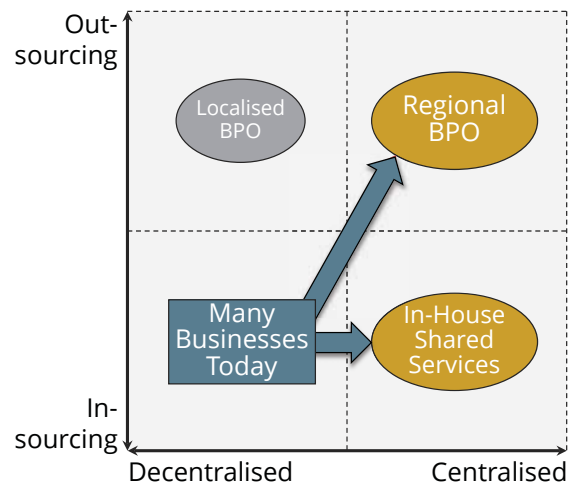 Out-
sourcing
Localised
BPO
Regional
BPO
Many
Businesses
Today
In-House
Shared
Services
In-
sourcing
Decentralised
Centralised